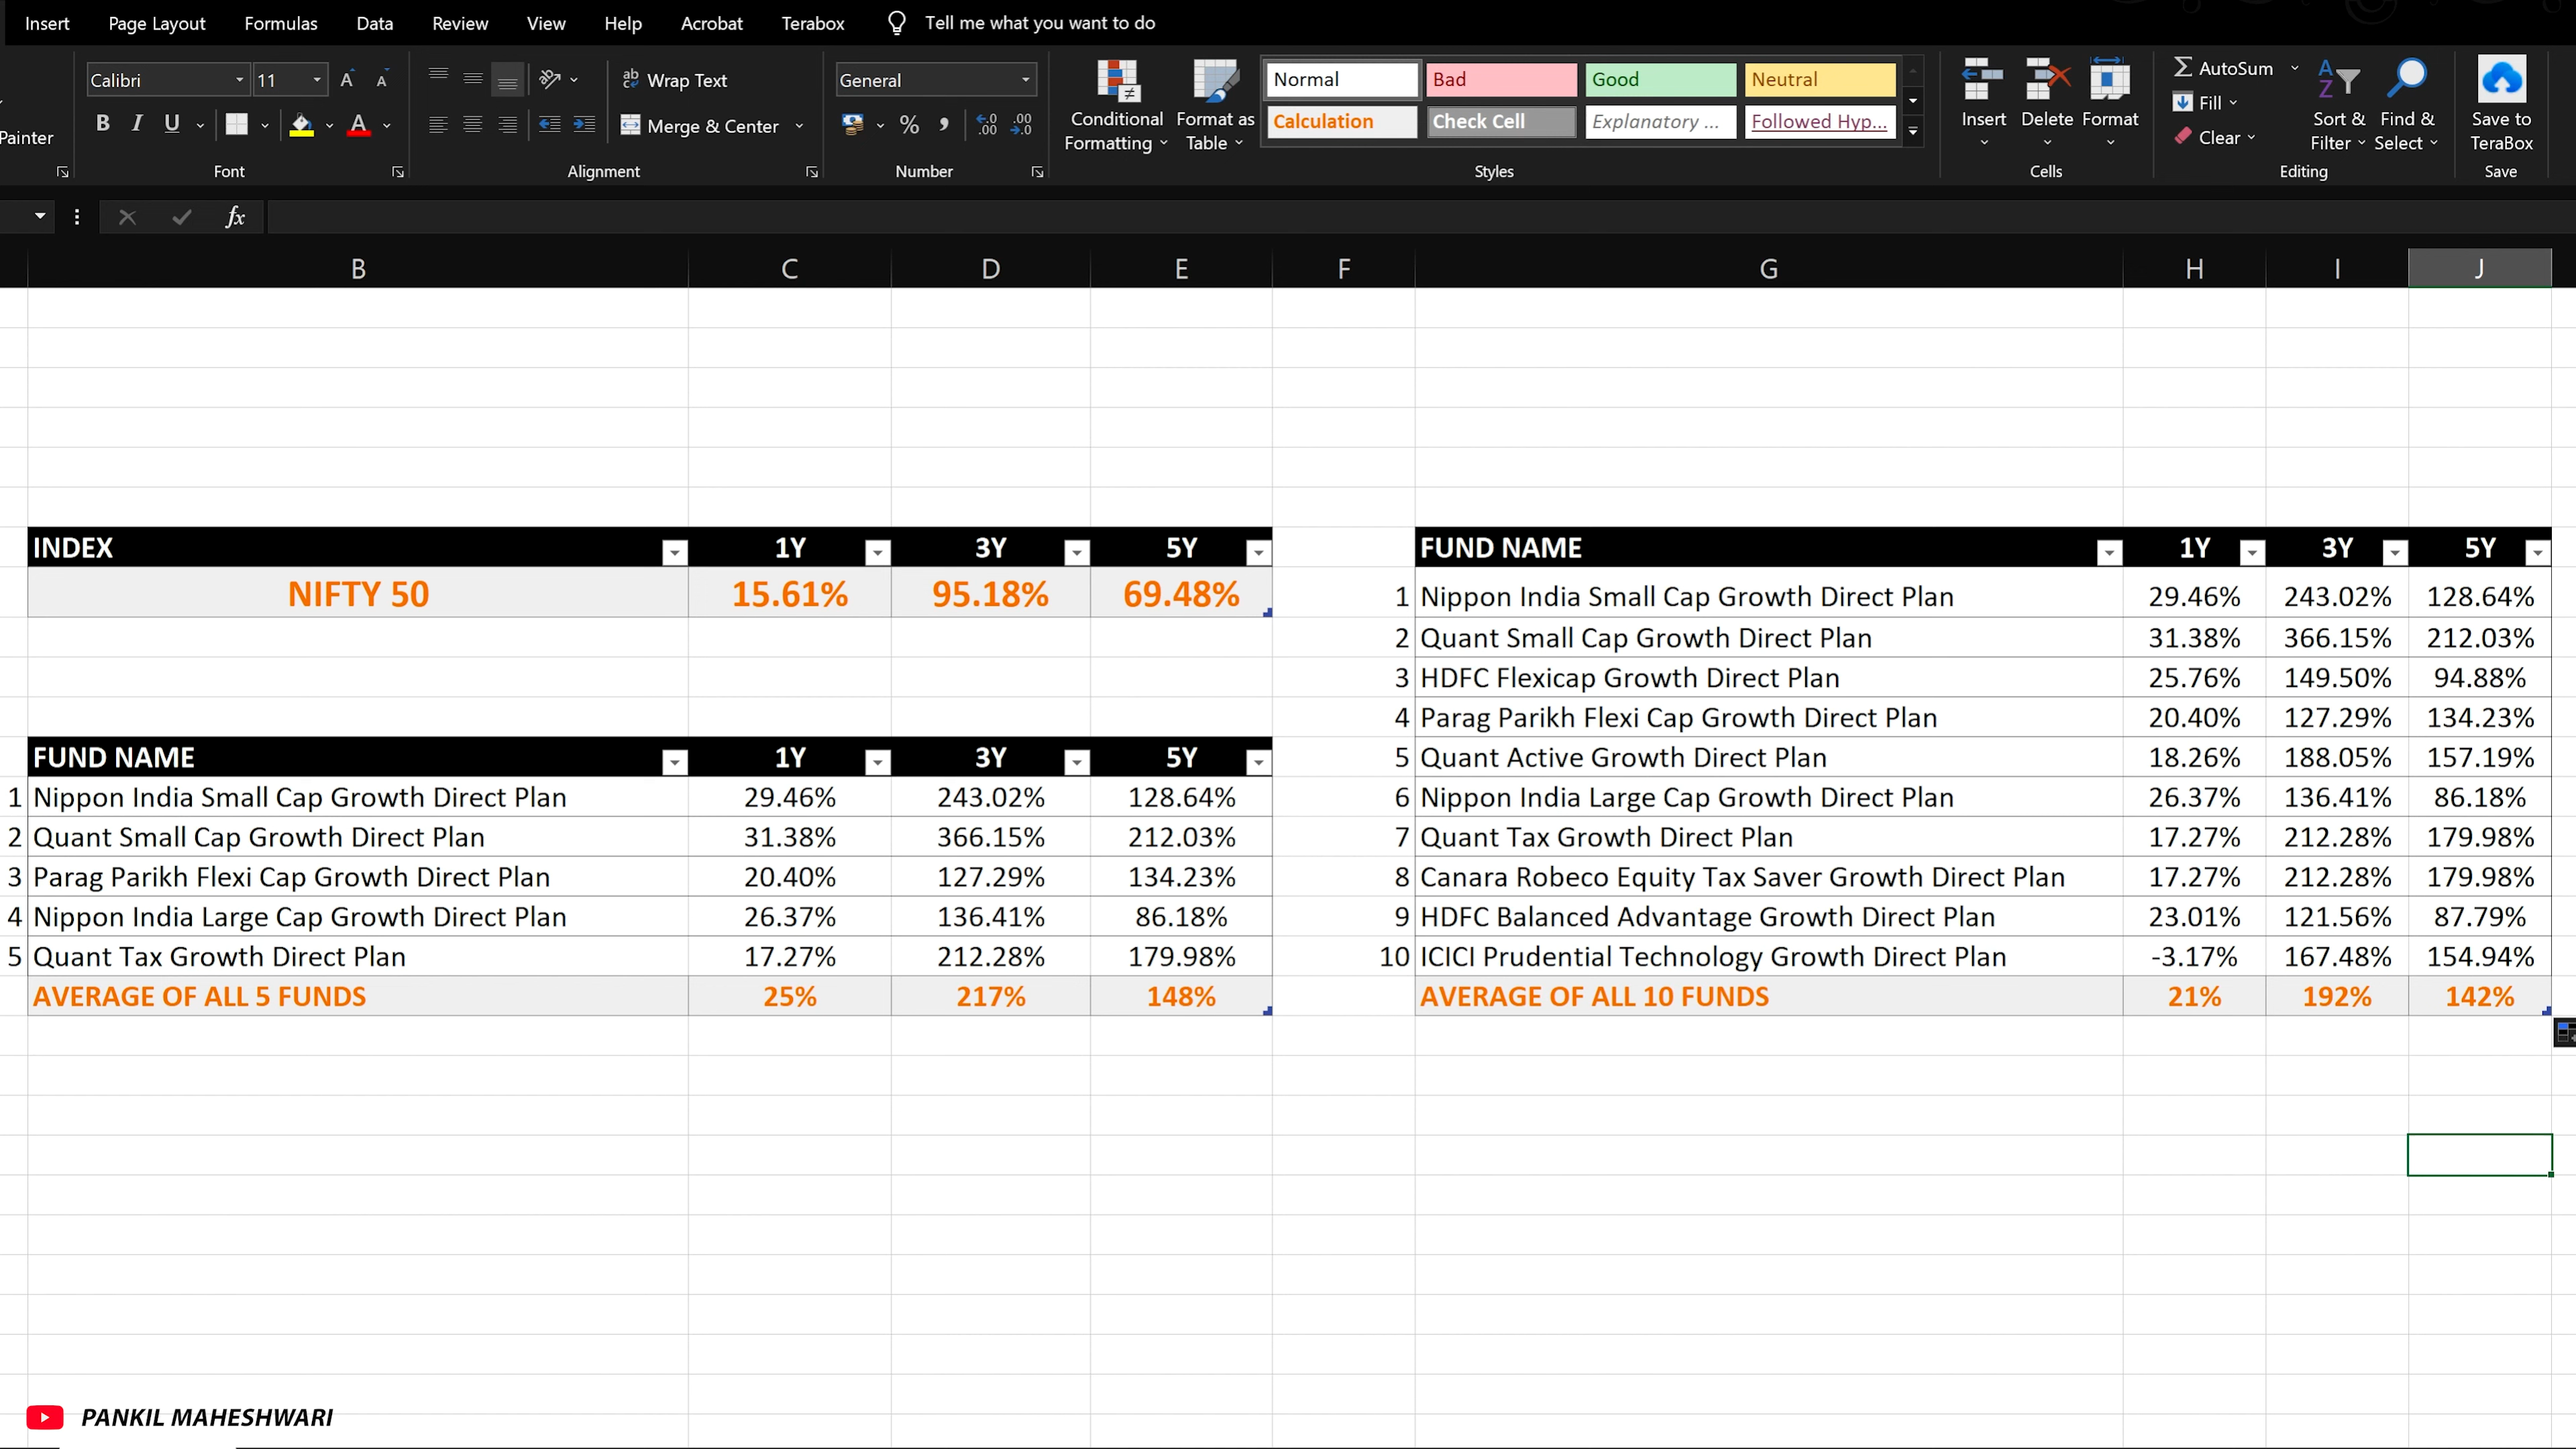 Insert Page Layout Formulas Data Review View Help Acrobat Terabox Tell me what you want to do
Calibri 11 A A ab Wrap Text General Normal Bad Good Neutral AutoSum
Painter B I U A Merge & Center % Conditional Formatting Format as Table Calculation Check Cell Explanatory ... Followed Hyp... Insert Delete Format Fill Clear Sort & Filter Find & Select Save to TeraBox
Font Alignment Number Styles Cells Editing Save
fx
B C D E F G H I J
INDEX 1Y 3Y 5Y
NIFTY 50 15.61% 95.18% 69.48%
FUND NAME 1Y 3Y 5Y
1 Nippon India Small Cap Growth Direct Plan 29.46% 243.02% 128.64%
2 Quant Small Cap Growth Direct Plan 31.38% 366.15% 212.03%
3 Parag Parikh Flexi Cap Growth Direct Plan 20.40% 127.29% 134.23%
4 Nippon India Large Cap Growth Direct Plan 26.37% 136.41% 86.18%
5 Quant Tax Growth Direct Plan 17.27% 212.28% 179.98%
AVERAGE OF ALL 5 FUNDS 25% 217% 148%
FUND NAME 1Y 3Y 5Y
1 Nippon India Small Cap Growth Direct Plan 29.46% 243.02% 128.64%
2 Quant Small Cap Growth Direct Plan 31.38% 366.15% 212.03%
3 HDFC Flexicap Growth Direct Plan 25.76% 149.50% 94.88%
4 Parag Parikh Flexi Cap Growth Direct Plan 20.40% 127.29% 134.23%
5 Quant Active Growth Direct Plan 18.26% 188.05% 157.19%
6 Nippon India Large Cap Growth Direct Plan 26.37% 136.41% 86.18%
7 Quant Tax Growth Direct Plan 17.27% 212.28% 179.98%
8 Canara Robeco Equity Tax Saver Growth Direct Plan 17.27% 212.28% 179.98%
9 HDFC Balanced Advantage Growth Direct Plan 23.01% 121.56% 87.79%
10 ICICI Prudential Technology Growth Direct Plan -3.17% 167.48% 154.94%
AVERAGE OF ALL 10 FUNDS 21% 192% 142%
PANKIL MAHESHWARI